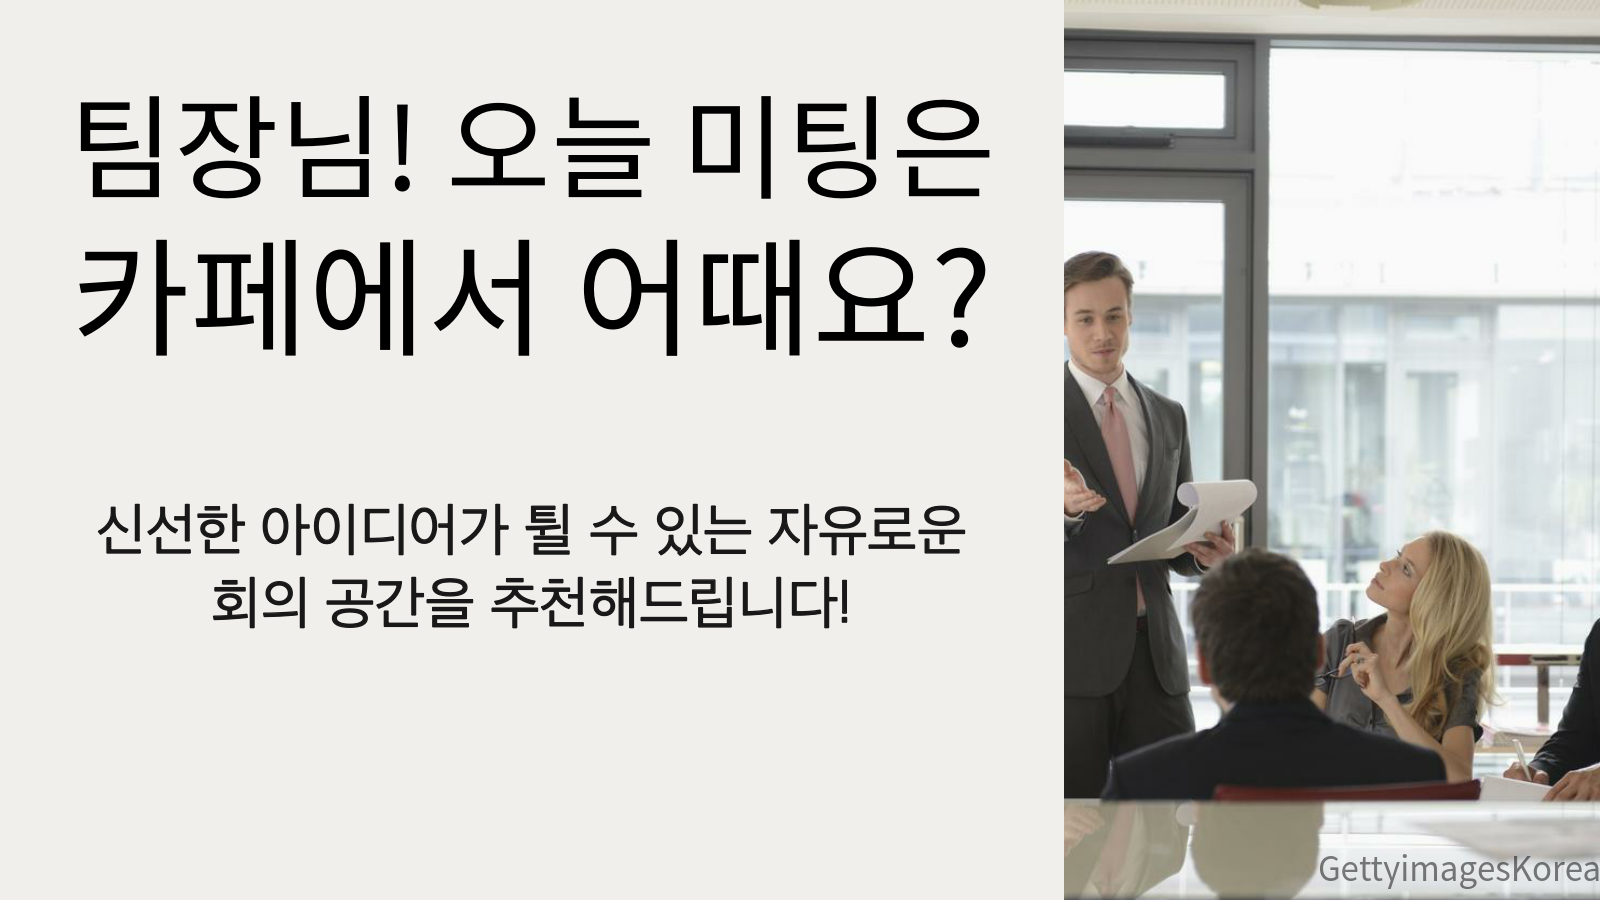 팀장님! 오늘 미팅은
카페에서 어때요?
신선한 아이디어가 튈 수 있는 자유로운
회의 공간을 추천해드립니다!
GettyimagesKorea